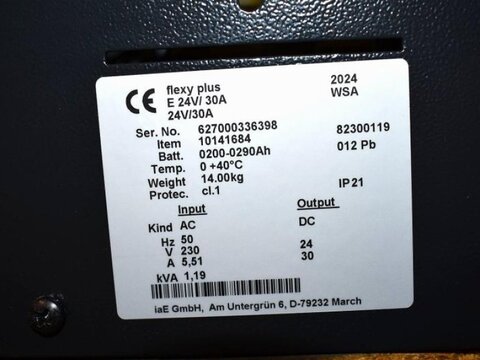 CE flexy plus 2024
E 24V/ 30A WSA
24V/30A
Ser. No. 627000336398 82300119
Item 10141684
Batt. 0200-0290Ah 012 Pb
Temp. 0 +40°C
Weight 14.00kg IP21
Protec. cl.1
Input Output
Kind AC DC
Hz 50
V 230 24
A 5,51 30
kVA 1,19
iaE GmbH, Am Untergrün 6, D-79232 March